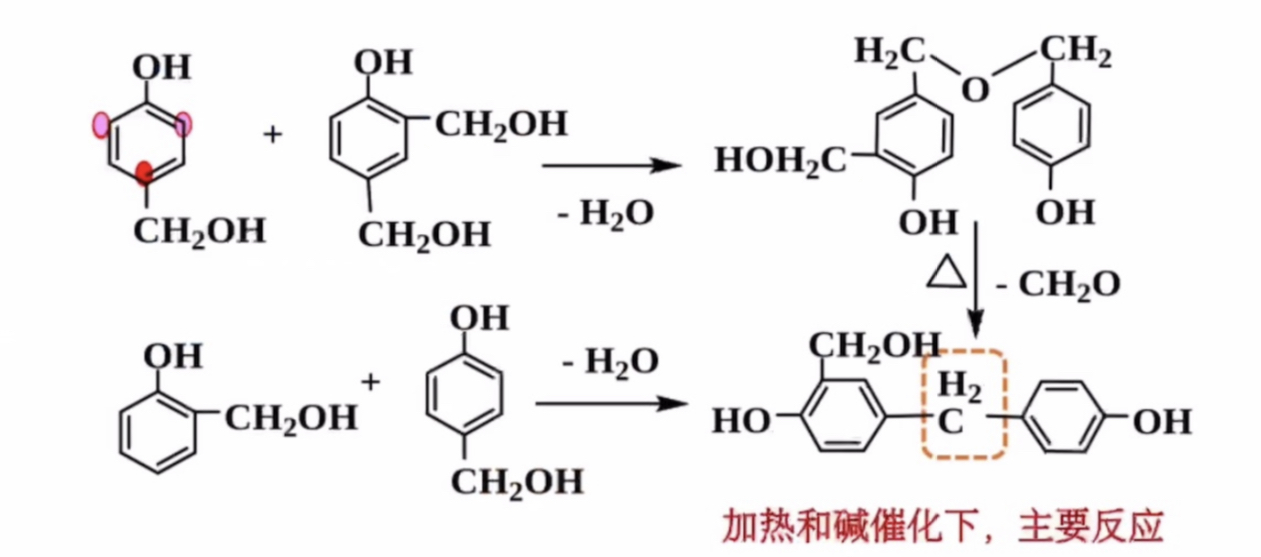 OH
OH
CH₂OH
+
CH₂OH
CH₂OH
- H₂O
H₂C
O
CH₂
HOH₂C
OH
OH
△
- CH₂O
OH
CH₂OH
+
OH
CH₂OH
- H₂O
CH₂OH
HO
H₂
C
OH
加热和碱催化下，主要反应